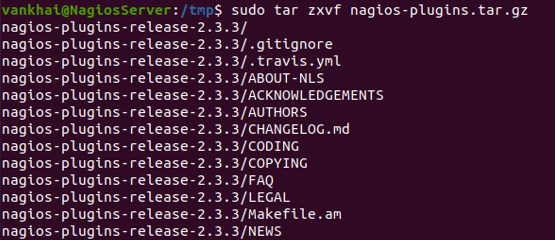 vankhai@NagiosServer:/tmp$ sudo tar zxvf nagios-plugins.tar.gz
nagios-plugins-release-2.3.3/
nagios-plugins-release-2.3.3/.gitignore
nagios-plugins-release-2.3.3/.travis.yml
nagios-plugins-release-2.3.3/ABOUT-NLS
nagios-plugins-release-2.3.3/ACKNOWLEDGEMENTS
nagios-plugins-release-2.3.3/AUTHORS
nagios-plugins-release-2.3.3/CHANGELOG.md
nagios-plugins-release-2.3.3/CODING
nagios-plugins-release-2.3.3/COPYING
nagios-plugins-release-2.3.3/FAQ
nagios-plugins-release-2.3.3/LEGAL
nagios-plugins-release-2.3.3/Makefile.am
nagios-plugins-release-2.3.3/NEWS